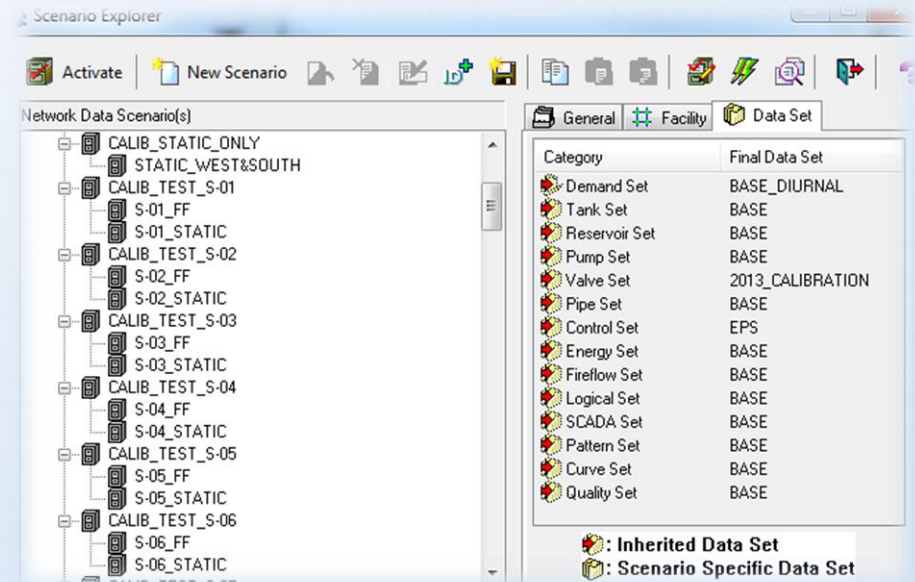 Scenario Explorer
Activate New Scenario
Network Data Scenario(s)
CALIB_STATIC_ONLY
STATIC_WEST&SOUTH
CALIB_TEST_S-01
S-01_FF
S-01_STATIC
CALIB_TEST_S-02
S-02_FF
S-02_STATIC
CALIB_TEST_S-03
S-03_FF
S-03_STATIC
CALIB_TEST_S-04
S-04_FF
S-04_STATIC
CALIB_TEST_S-05
S-05_FF
S-05_STATIC
CALIB_TEST_S-06
S-06_FF
S-06_STATIC
General Facility Data Set
Category Final Data Set
Demand Set BASE_DIURNAL
Tank Set BASE
Reservoir Set BASE
Pump Set BASE
Valve Set 2013_CALIBRATION
Pipe Set BASE
Control Set EPS
Energy Set BASE
Fireflow Set BASE
Logical Set BASE
SCADA Set BASE
Pattern Set BASE
Curve Set BASE
Quality Set BASE
: Inherited Data Set
: Scenario Specific Data Set